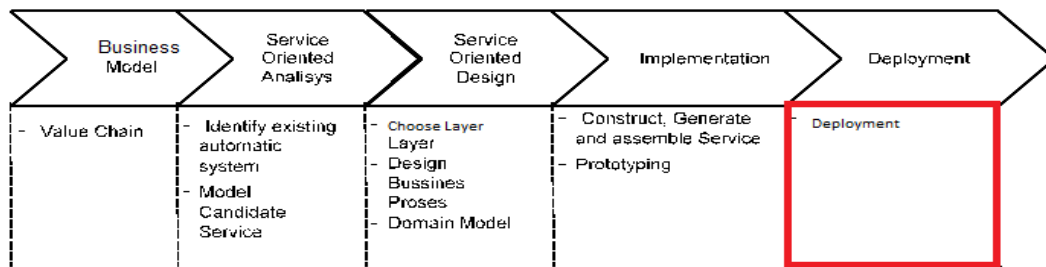 Business
Model
Service
Oriented
Analisys
Service
Oriented
Design
Implementation
Deployment
- Value Chain
- Identify existing
automatic
system
- Model
Candidate
Service
- Choose Layer
Layer
- Design
Bussines
Proses
- Domain Model
- Construct, Generate
and assemble Service
- Prototyping
- Deployment